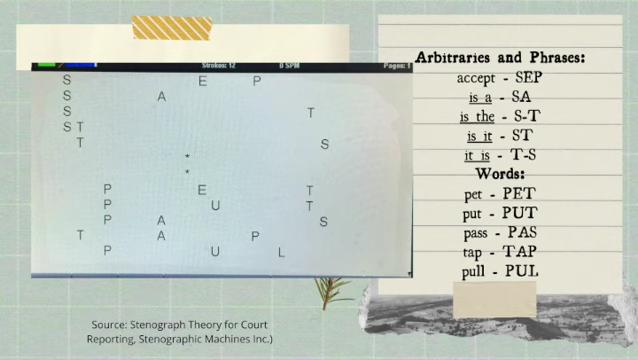 Strokes: 12 0 SPM Pages: 1
S E P
S A
S T
S T
T S
*
*
P E T
P U T
P A S
T A P
P U L
Arbitraries and Phrases:
accept - SEP
is a - SA
is the - S-T
is it - ST
it is - T-S
Words:
pet - PET
put - PUT
pass - PAS
tap - TAP
pull - PUL
Source: Stenograph Theory for Court
Reporting, Stenographic Machines Inc.)